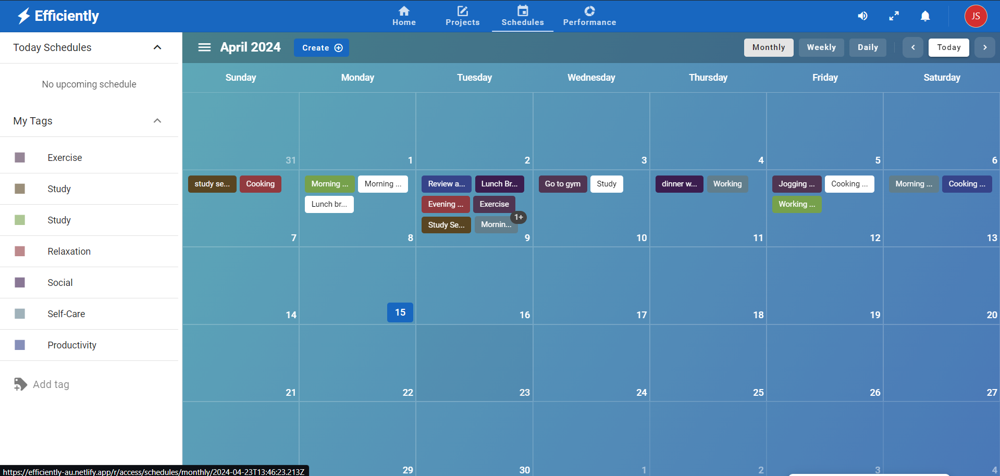 Efficiently
Home
Projects
Schedules
Performance
JS
Today Schedules
No upcoming schedule
My Tags
Exercise
Study
Study
Relaxation
Social
Self-Care
Productivity
Add tag
April 2024
Create
Monthly
Weekly
Daily
Today
Sunday Monday Tuesday Wednesday Thursday Friday Saturday
31 1 2 3 4 5 6
study se... Cooking
7
Morning ... Morning ...
Lunch br...
8
Review a... Lunch Br...
Evening ... Exercise
Study Se... Mornin... 1+
9
Go to gym Study
10
dinner w... Working
11
Jogging ... Cooking ...
Working ...
12
Morning ... Cooking ...
13
14 15 16 17 18 19 20
21 22 23 24 25 26 27
29 30 1 2 3 4
https://efficiently-au.netlify.app/r/access/schedules/monthly/2024-04-23T13:46:23.213Z